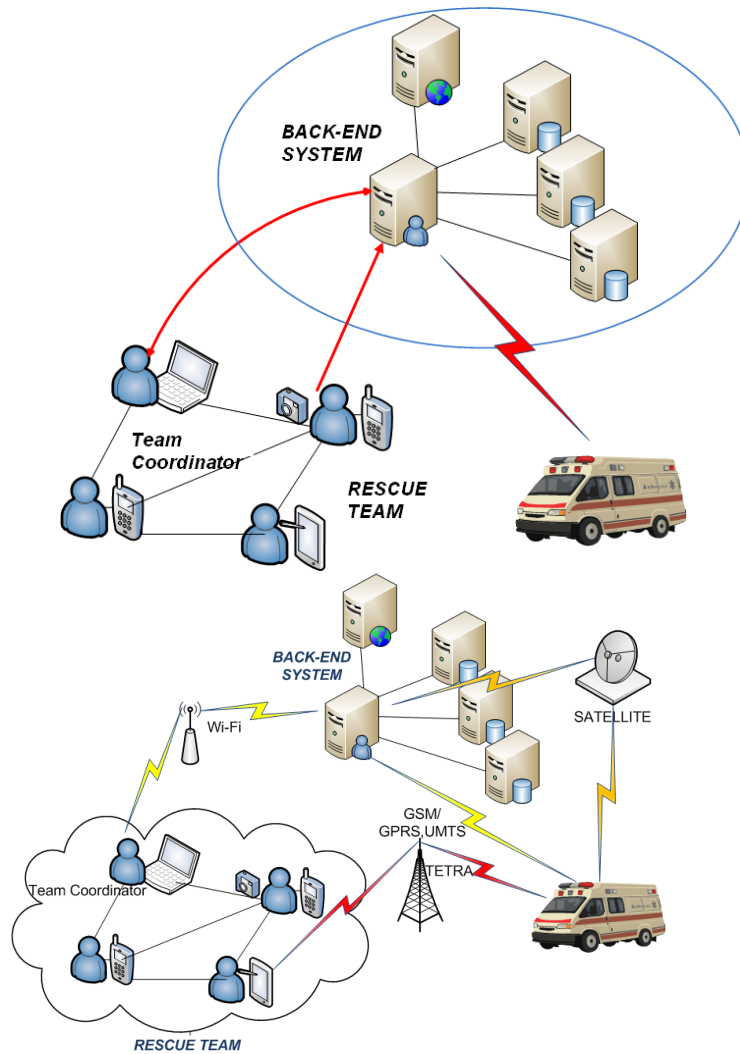 BACK-END
SYSTEM
Team
Coordinator
RESCUE
TEAM
BACK-END
SYSTEM
SATELLITE
Wi-Fi
GSM/
GPRS,UMTS
TETRA
Team Coordinator
RESCUE TEAM